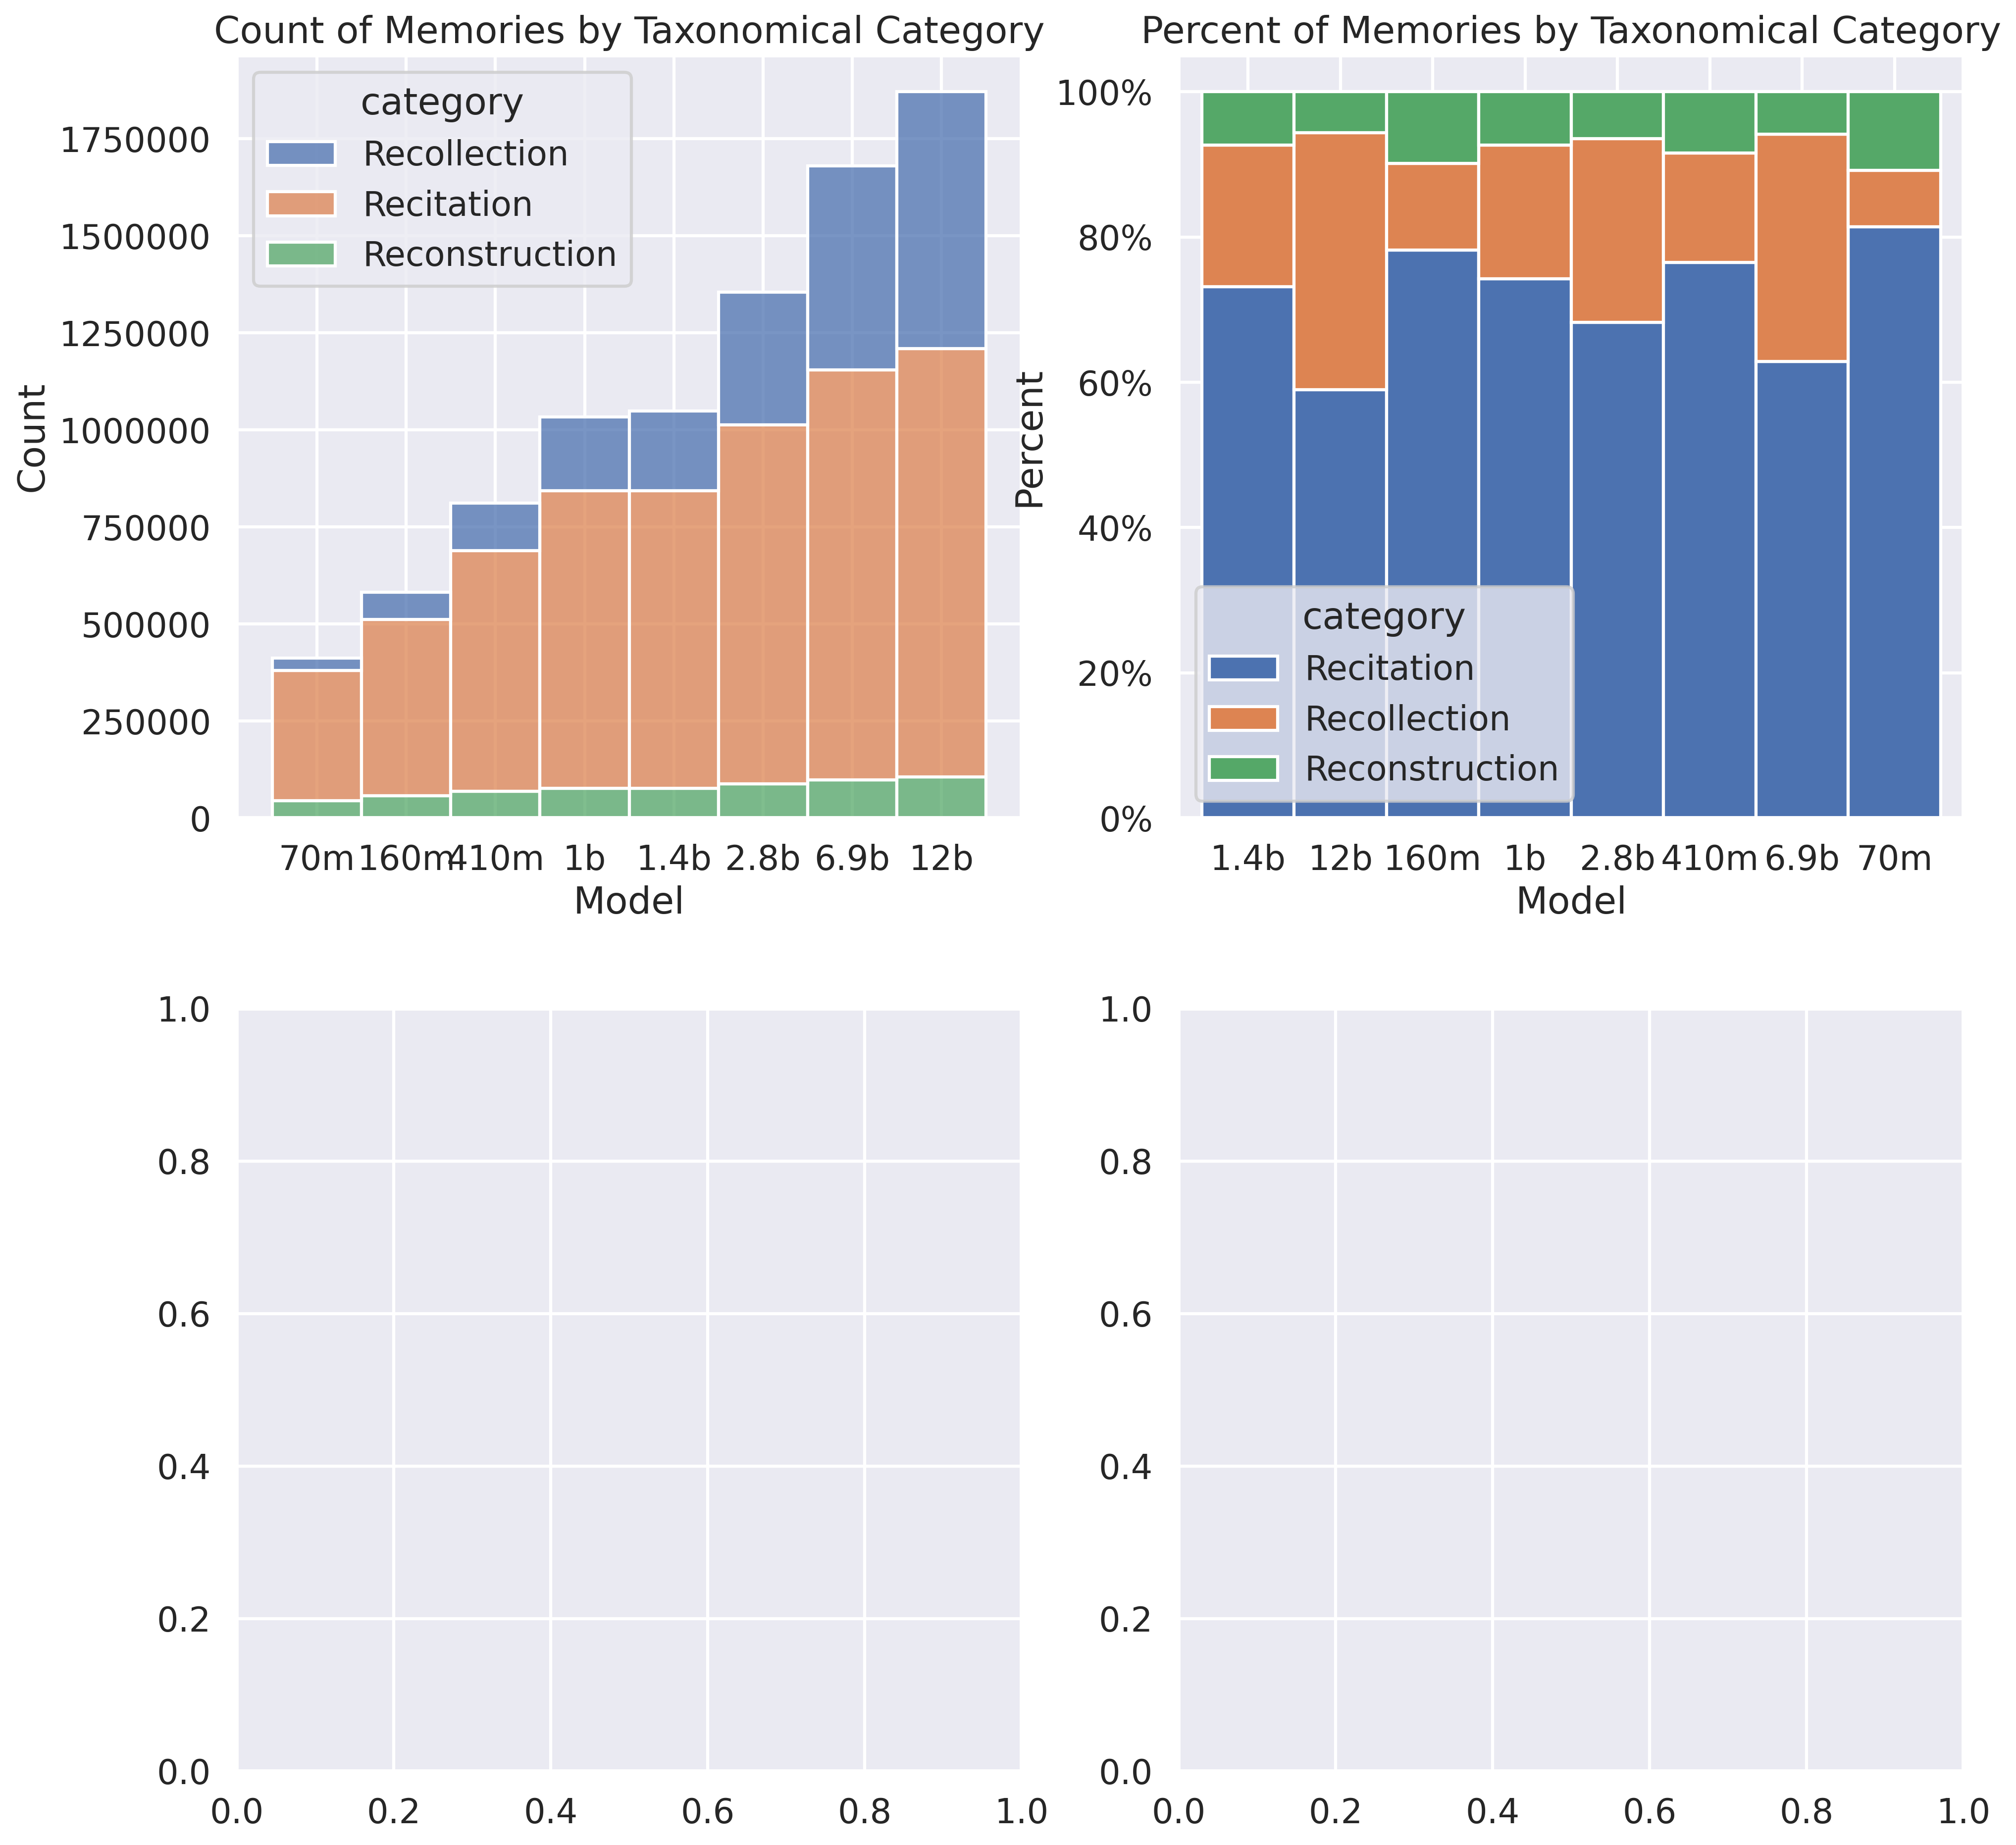 Count of Memories by Taxonomical Category
category
Recollection
Recitation
Reconstruction
1750000
1500000
1250000
1000000
750000
500000
250000
0
Count
70m 160m 410m 1b 1.4b 2.8b 6.9b 12b
Model
Percent of Memories by Taxonomical Category
100%
80%
60%
40%
20%
0%
Percent
category
Recitation
Recollection
Reconstruction
1.4b 12b 160m 1b 2.8b 410m 6.9b 70m
Model
1.0
0.8
0.6
0.4
0.2
0.0
0.0 0.2 0.4 0.6 0.8 1.0
1.0
0.8
0.6
0.4
0.2
0.0
0.0 0.2 0.4 0.6 0.8 1.0